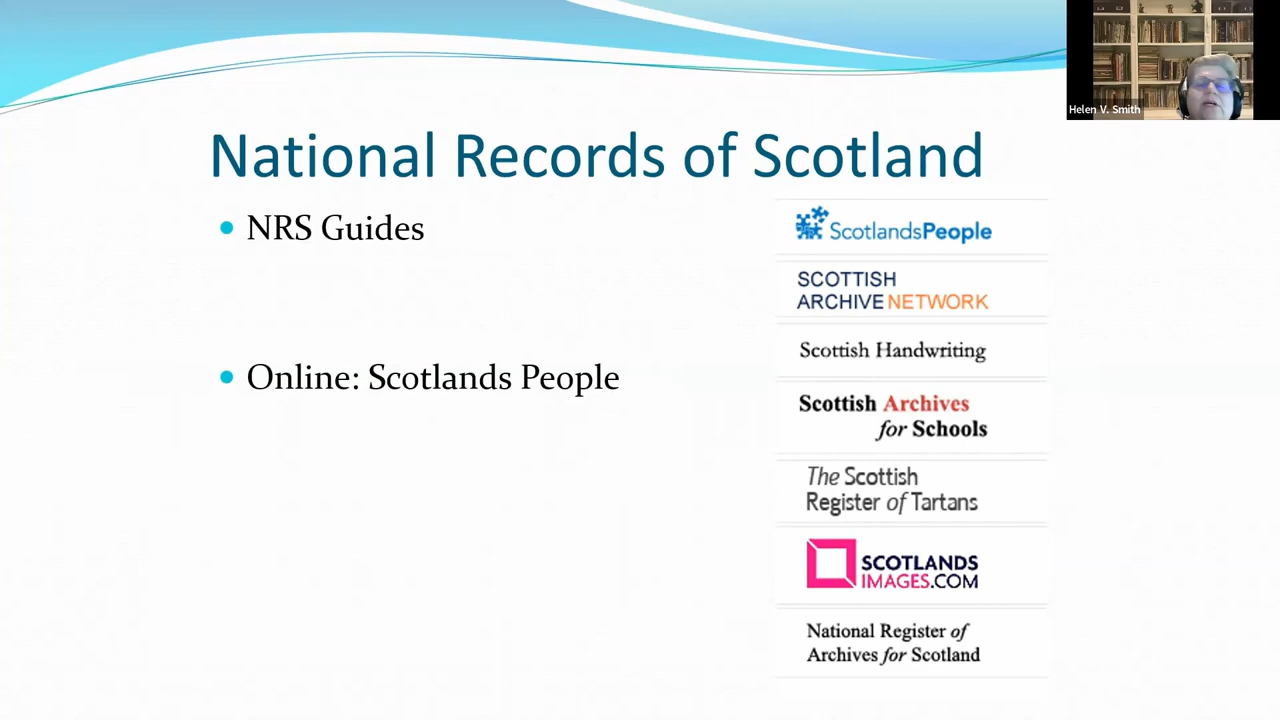 Helen V. Smith
National Records of Scotland
NRS Guides
Online: Scotlands People
ScotlandsPeople
SCOTTISH
ARCHIVE NETWORK
Scottish Handwriting
Scottish Archives
for Schools
The Scottish
Register of Tartans
SCOTLANDS
IMAGES.COM
National Register of
Archives for Scotland